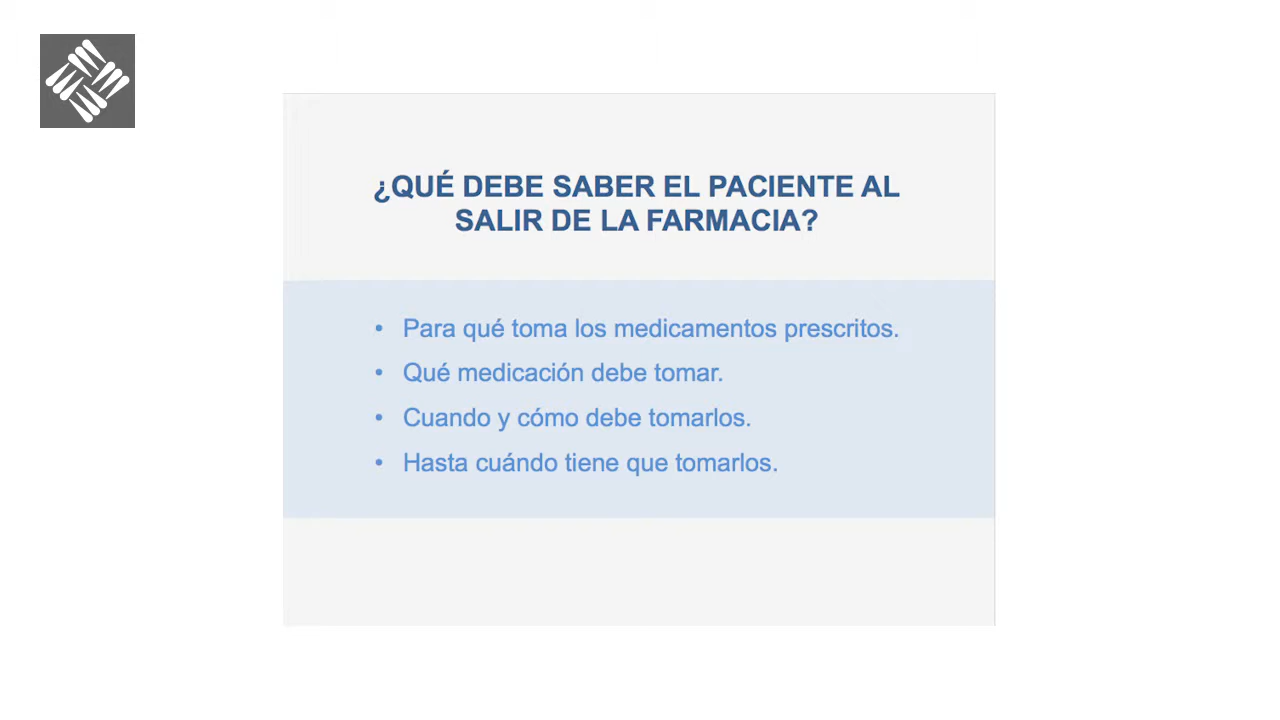 ¿QUÉ DEBE SABER EL PACIENTE AL
SALIR DE LA FARMACIA?
• Para qué toma los medicamentos prescritos.
• Qué medicación debe tomar.
• Cuando y cómo debe tomarlos.
• Hasta cuándo tiene que tomarlos.